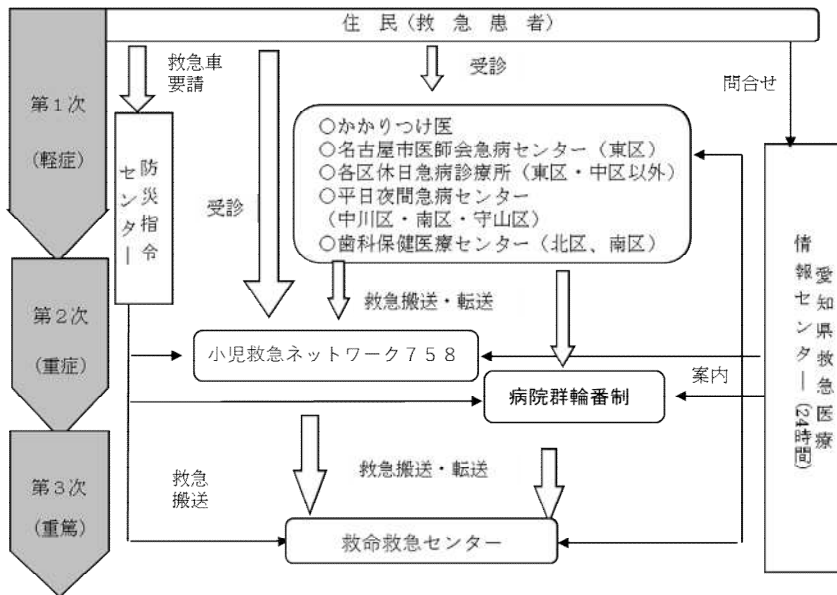 住 民（救 急 患 者）
救急車
要請
受診
問合せ
第１次
（軽症）
防災指令
センター
受診
○かかりつけ医
○名古屋市医師会急病センター（東区）
○各区休日急病診療所（東区・中区以外）
○平日夜間急病センター
（中川区・南区・守山区）
○歯科保健医療センター（北区、南区）
愛知県救急医療
情報センター(24時間)
第２次
（重症）
救急搬送・転送
小児救急ネットワーク７５８
案内
病院群輪番制
第３次
（重篤）
救急
搬送
救急搬送・転送
救命救急センター